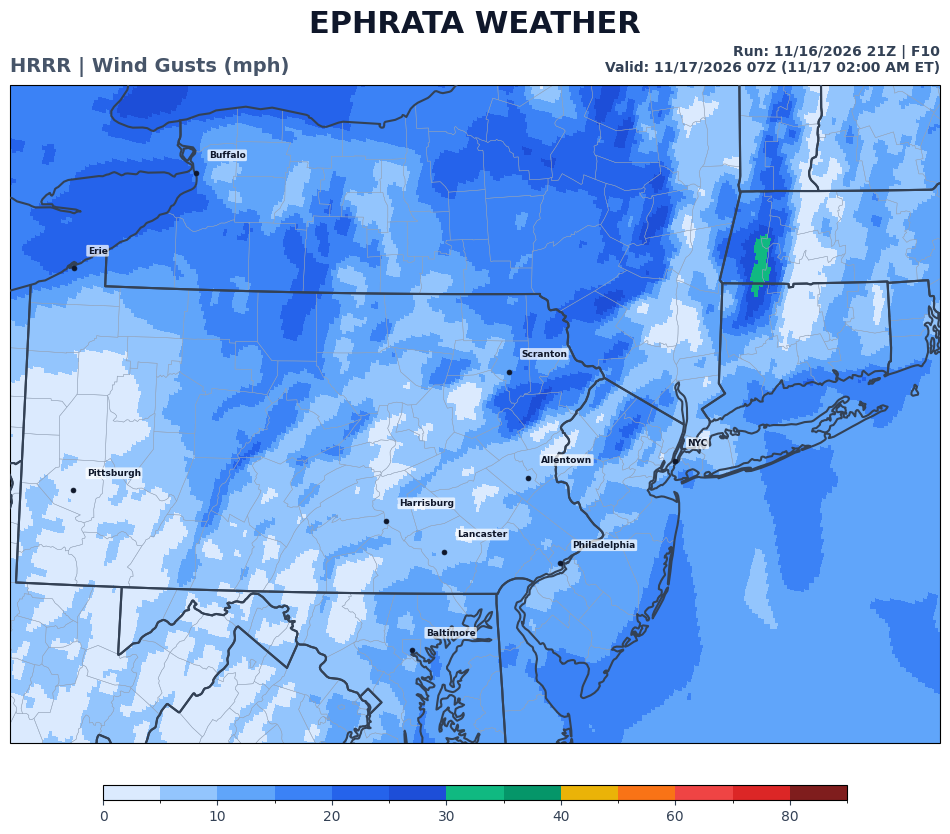 EPHRATA WEATHER
HRRR | Wind Gusts (mph)
Run: 11/16/2026 21Z | F10
Valid: 11/17/2026 07Z (11/17 02:00 AM ET)
Buffalo
Erie
Scranton
NYC
Allentown
Pittsburgh
Harrisburg
Lancaster
Philadelphia
Baltimore
0 10 20 30 40 50 60 70 80